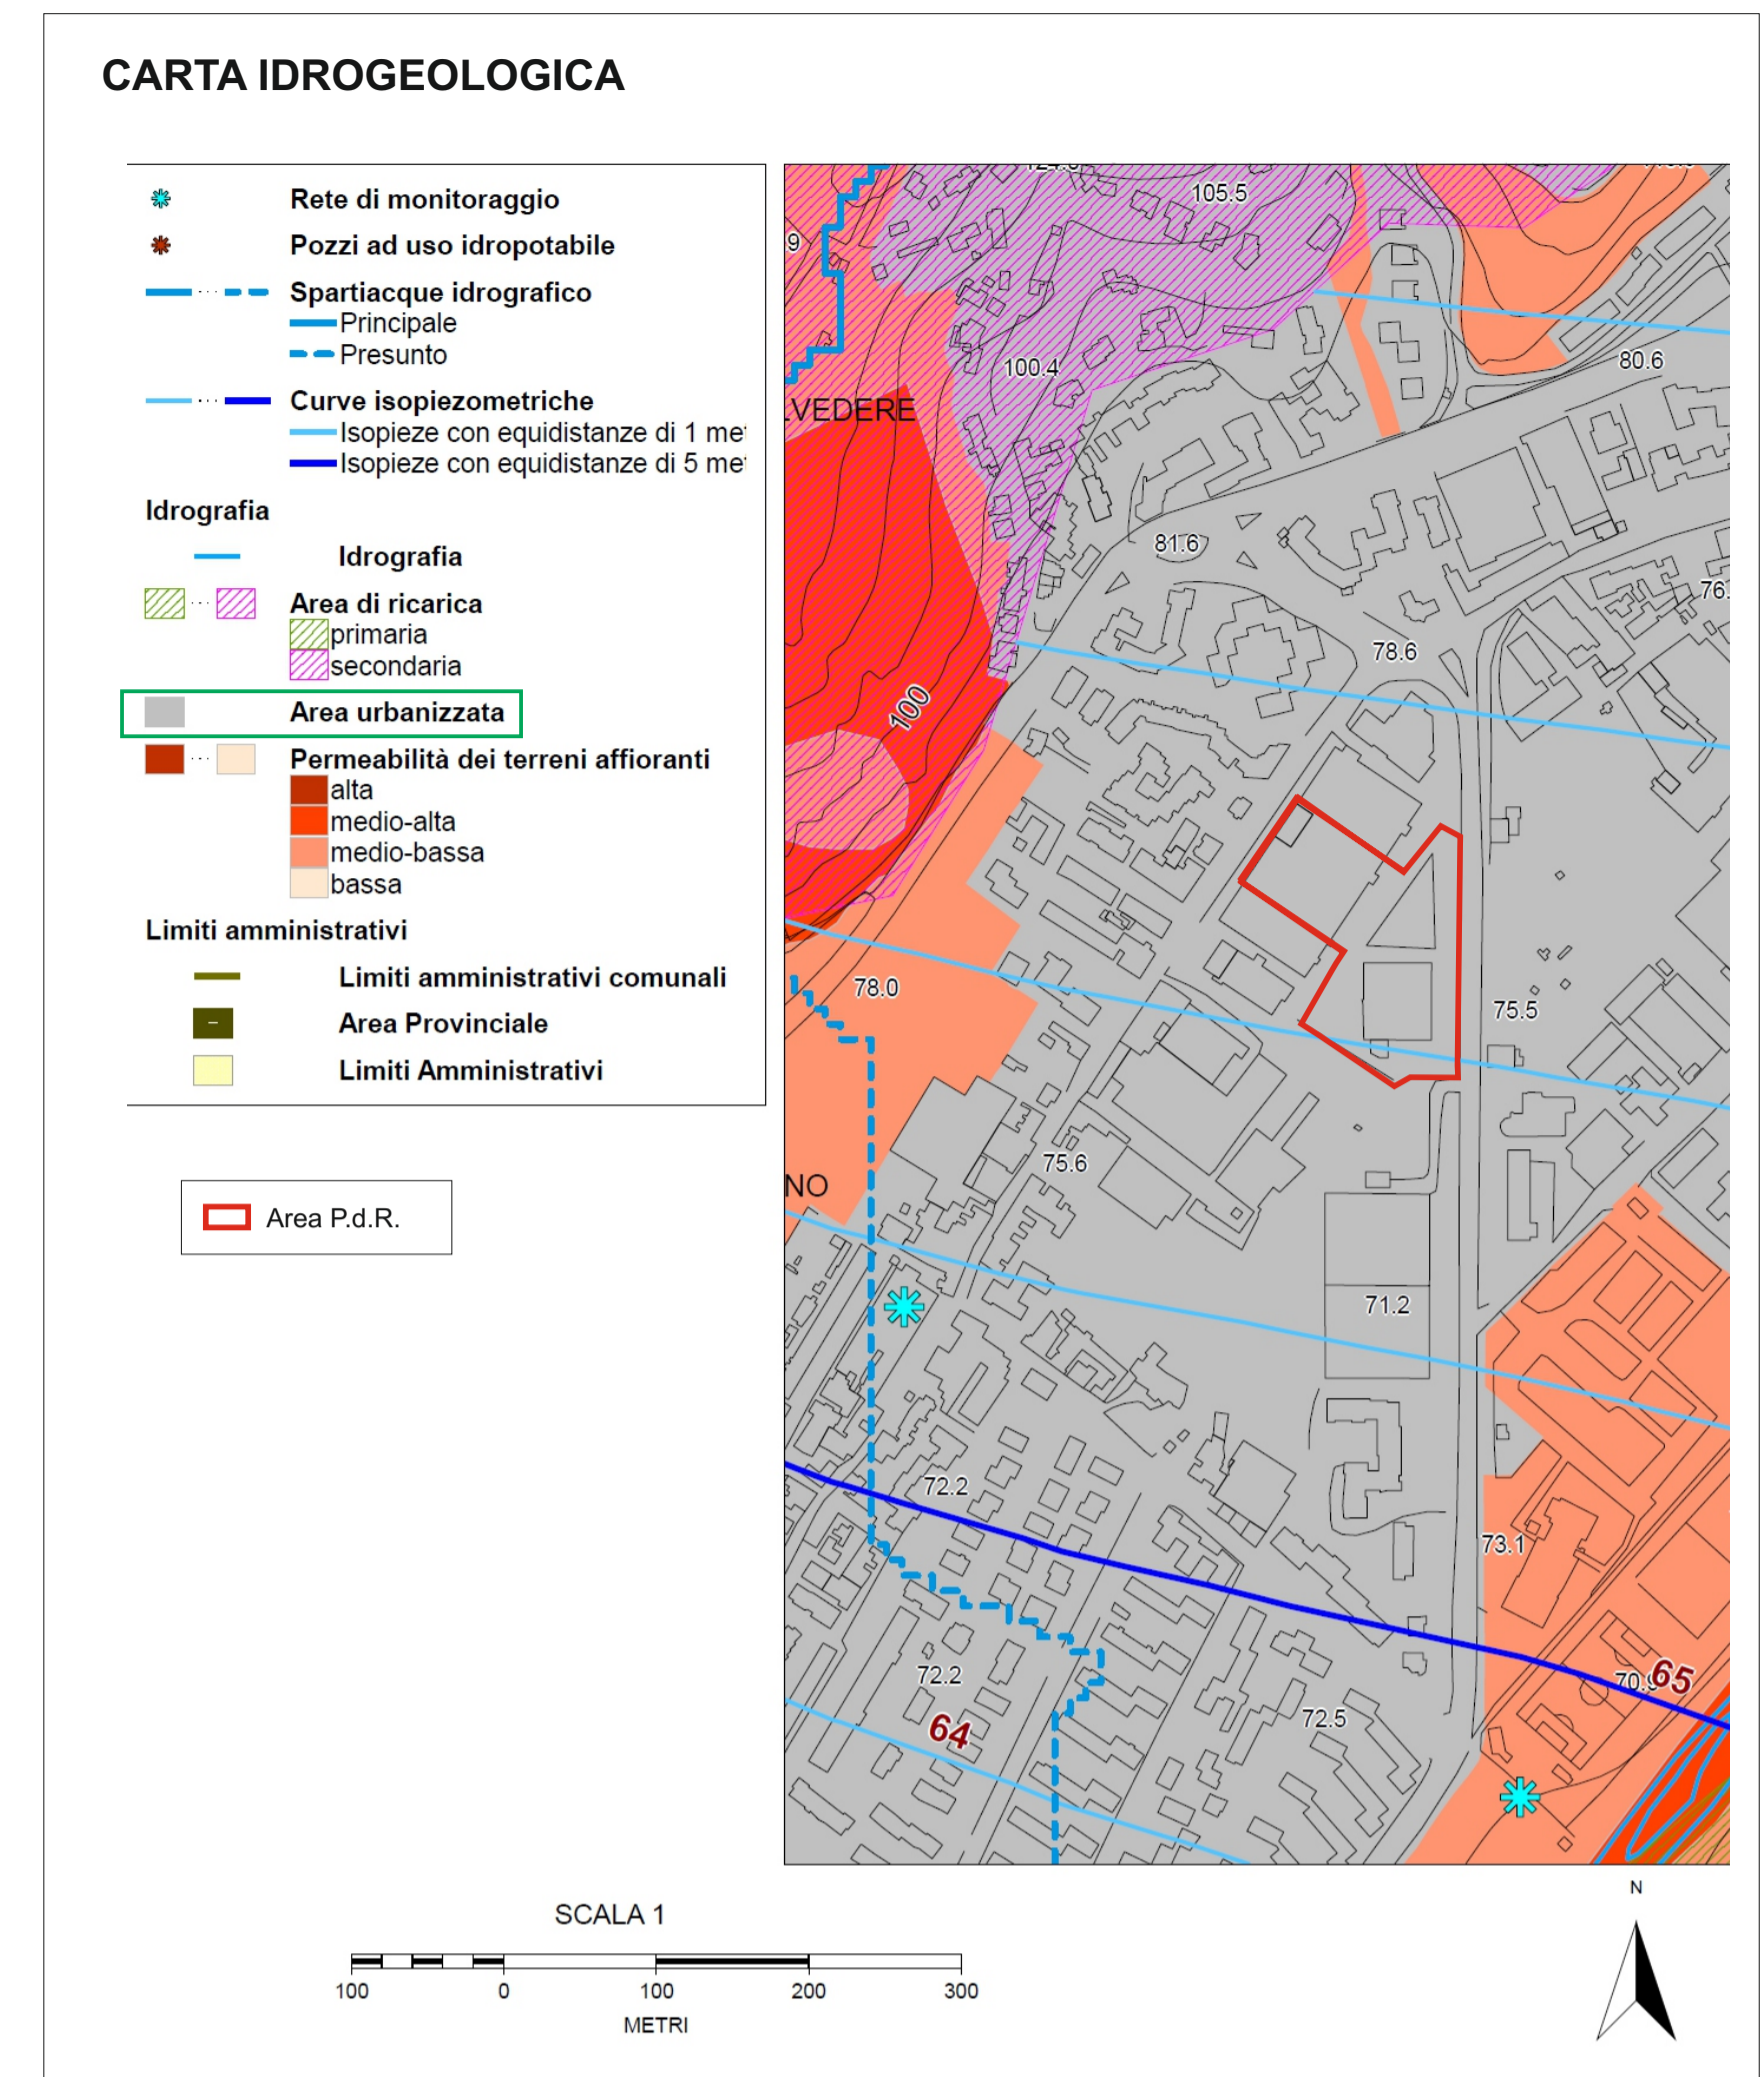 CARTA IDROGEOLOGICA
Rete di monitoraggio
Pozzi ad uso idropotabile
Spartiacque idrografico
Principale
Presunto
Curve isopiezometriche
Isopieze con equidistanze di 1 me
Isopieze con equidistanze di 5 me
Idrografia
Idrografia
Area di ricarica
primaria
secondaria
Area urbanizzata
Permeabilità dei terreni affioranti
alta
medio-alta
medio-bassa
bassa
Limiti amministrativi
Limiti amministrativi comunali
Area Provinciale
Limiti Amministrativi
Area P.d.R.
105.5
9
80.6
100.4
VEDERE
81.6
76.
78.6
100
78.0
75.5
75.6
NO
71.2
72.2
73.1
72.2
70.9
65
72.5
64
SCALA 1
100 0 100 200 300
METRI
N